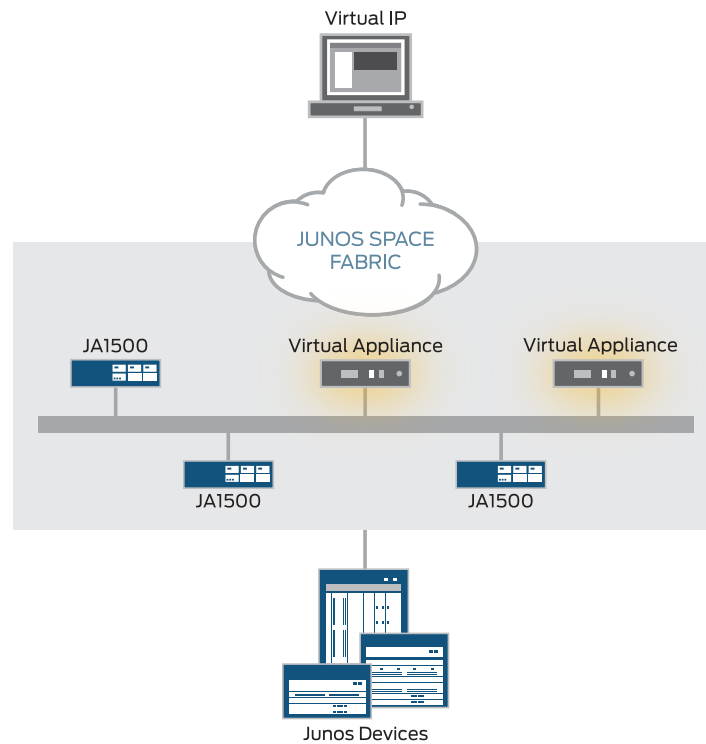 Virtual IP
JUNOS SPACE
FABRIC
JA1500
Virtual Appliance
Virtual Appliance
JA1500
JA1500
Junos Devices